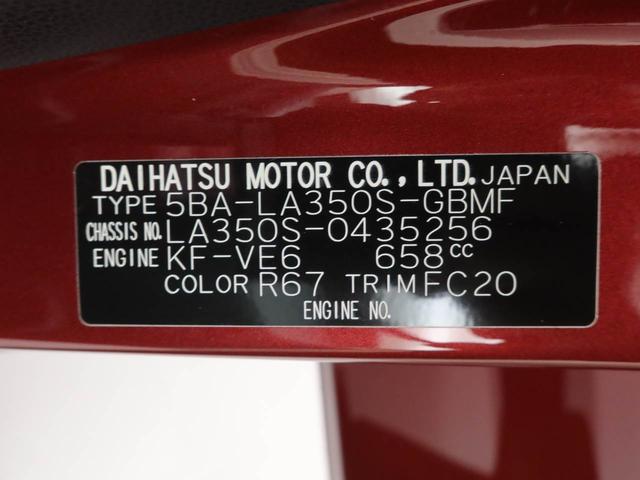 DAIHATSU MOTOR CO., LTD. JAPAN
TYPE 5BA-LA350S-GBMF
CHASSIS NO. LA350S-0435256
ENGINE KF-VE6 658cc
COLOR R67 TRIM FC20
ENGINE NO.